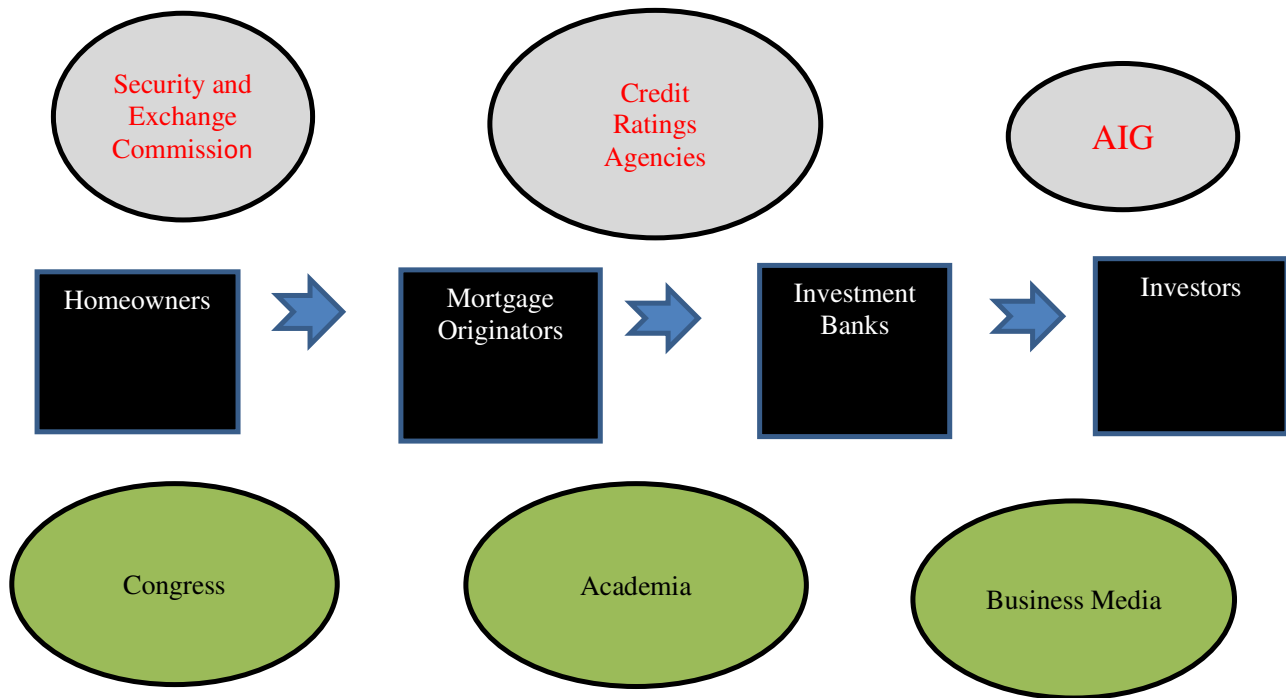 Security and
Exchange
Commission
Credit
Ratings
Agencies
AIG
Homeowners
Mortgage
Originators
Investment
Banks
Investors
Congress
Academia
Business Media